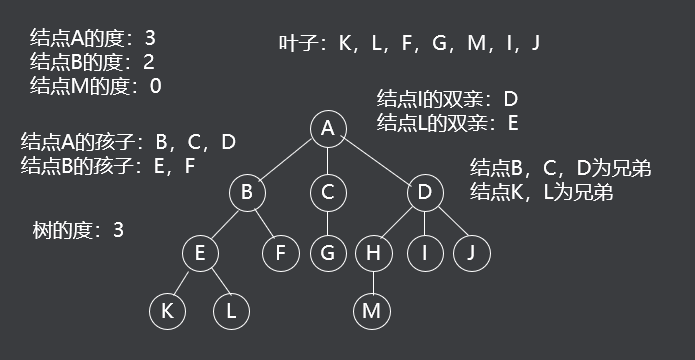 结点A的度：3
结点B的度：2
结点M的度：0
叶子：K，L，F，G，M，I，J
结点I的双亲：D
结点L的双亲：E
结点A的孩子：B，C，D
结点B的孩子：E，F
结点B，C，D为兄弟
结点K，L为兄弟
树的度：3
A
B
C
D
E
F
G
H
I
J
K
L
M